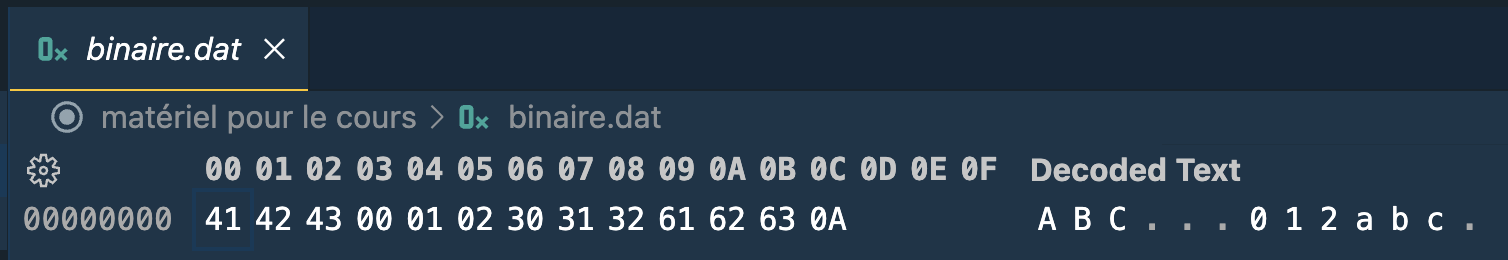 0x binaire.dat ×
matériel pour le cours > 0x binaire.dat
00 01 02 03 04 05 06 07 08 09 0A 0B 0C 0D 0E 0F Decoded Text
00000000 41 42 43 00 01 02 30 31 32 61 62 63 0A A B C . . . 0 1 2 a b c .